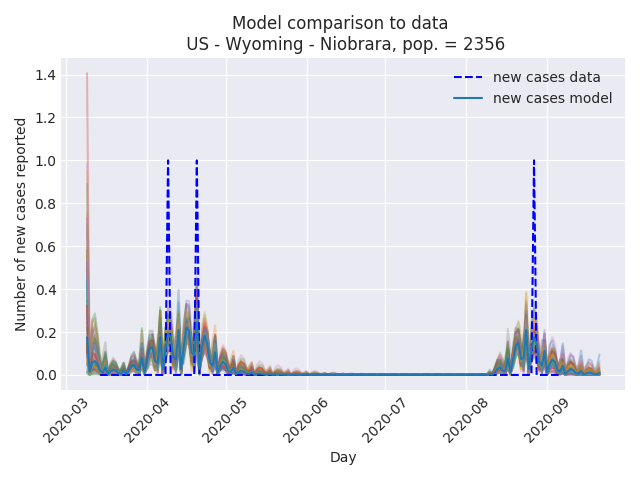 Model comparison to data
US - Wyoming - Niobrara, pop. = 2356
new cases data
new cases model
Number of new cases reported
1.4
1.2
1.0
0.8
0.6
0.4
0.2
0.0
2020-03
2020-04
2020-05
2020-06
2020-07
2020-08
2020-09
Day